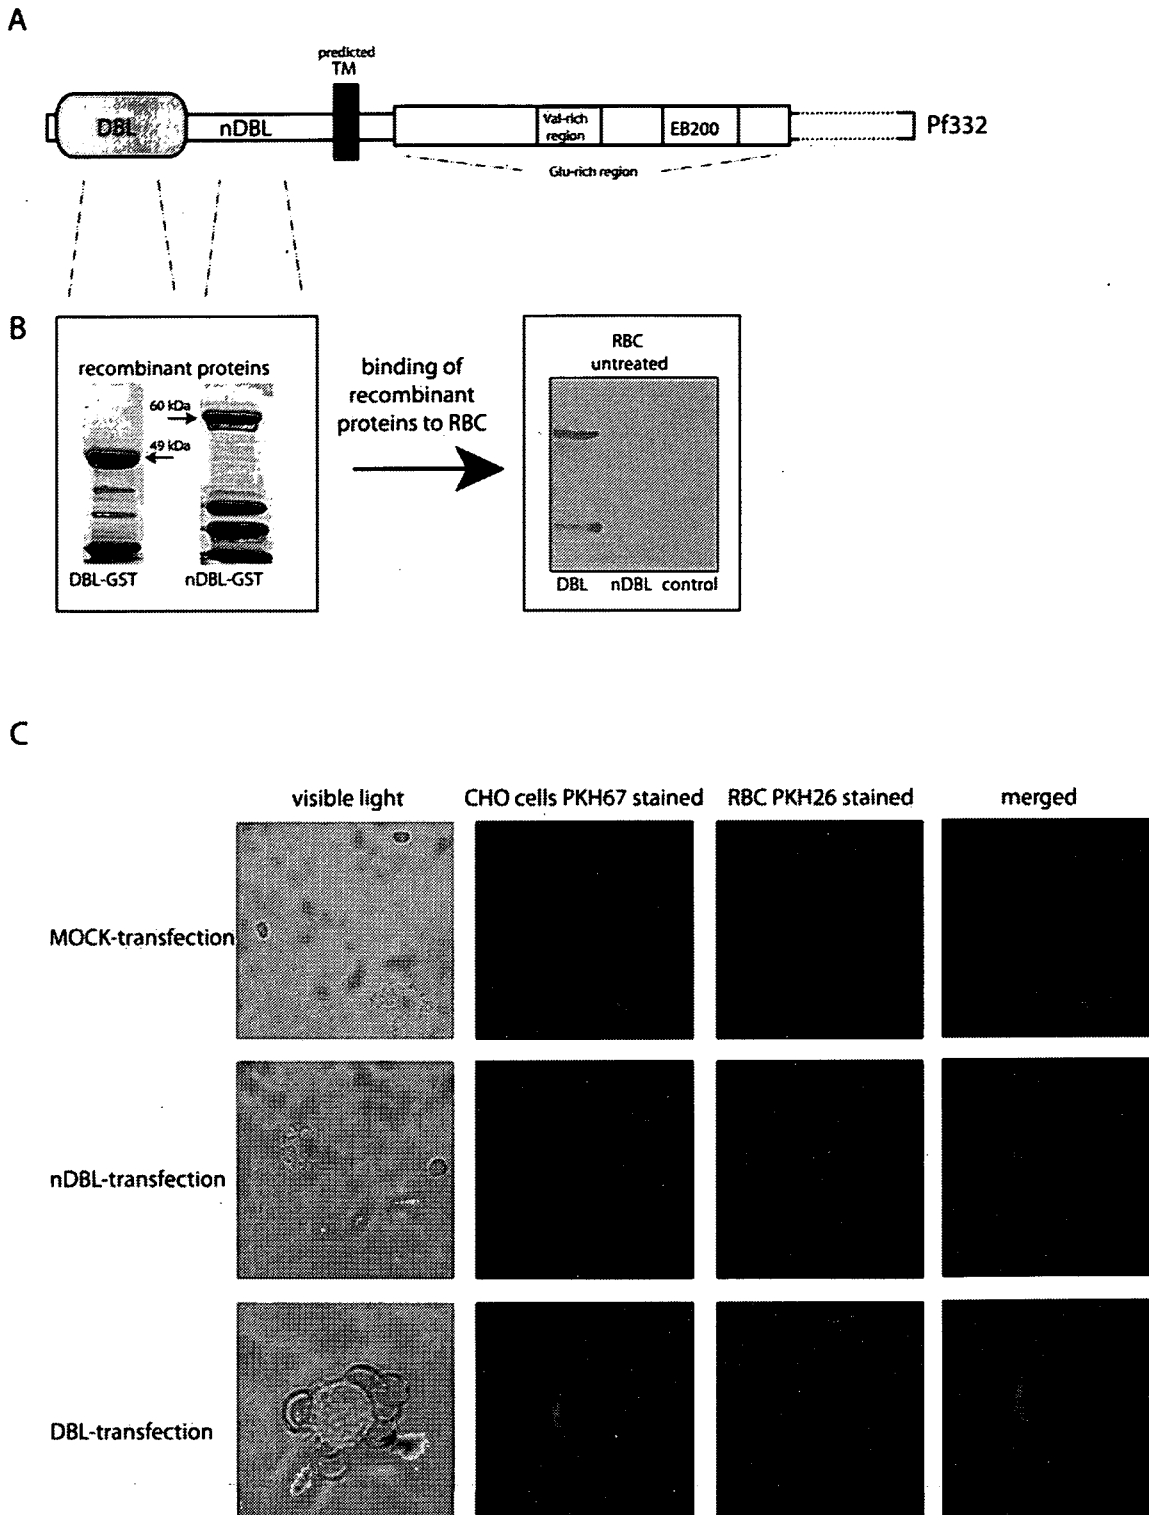 A
predicted
TM
DBL
nDBL
Val-rich
region
EB200
Pf332
Glu-rich region
B
recombinant proteins
60 kDa
49 kDa
DBL-GST
nDBL-GST
binding of
recombinant
proteins to RBC
RBC
untreated
DBL
nDBL
control
C
visible light
CHO cells PKH67 stained
RBC PKH26 stained
merged
MOCK-transfection
nDBL-transfection
DBL-transfection